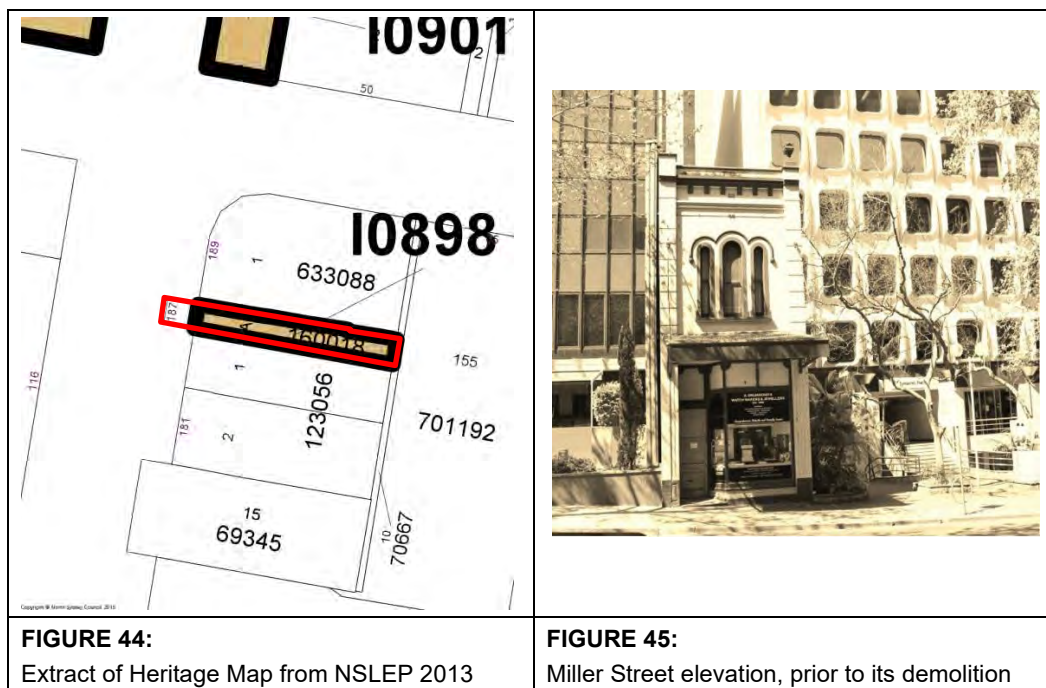 I0901
2
50
I0898
189
1
633088
187
A
160018
155
1
123056
701192
116
181
2
15
69345
10
70667
Copyright © North Sydney Council 2013
FIGURE 44:
Extract of Heritage Map from NSLEP 2013
FIGURE 45:
Miller Street elevation, prior to its demolition